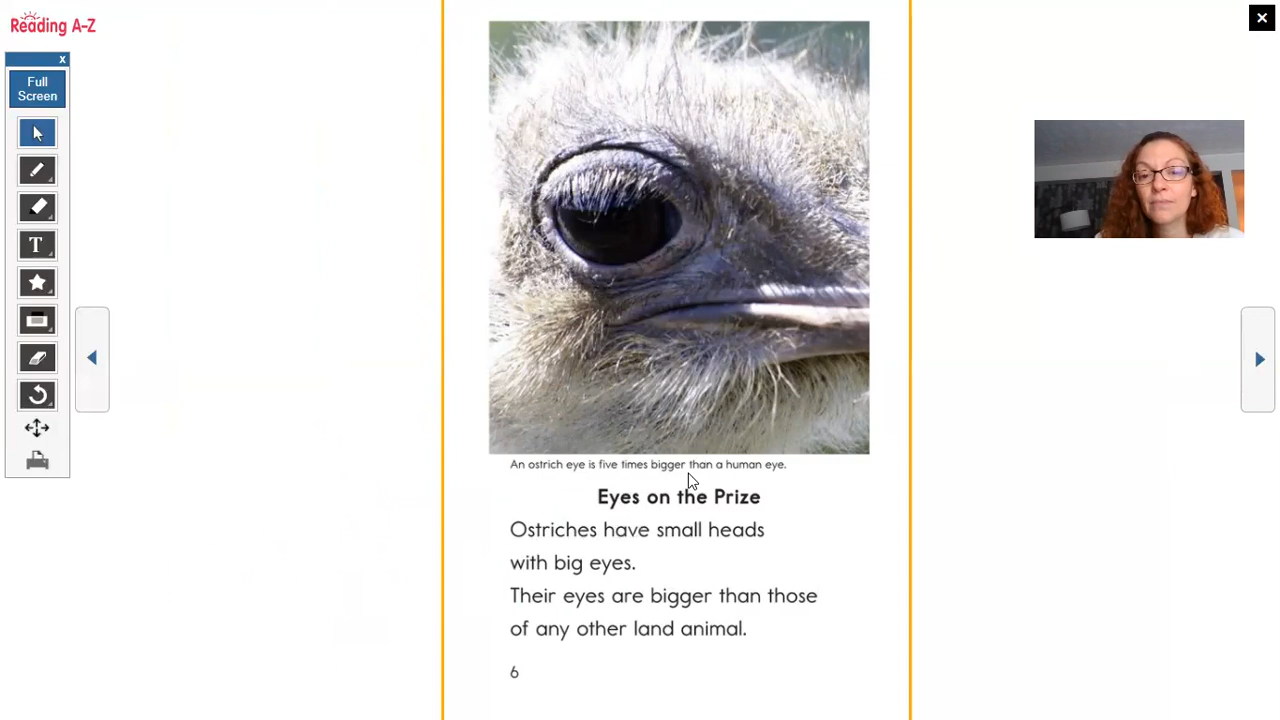 Reading A-Z
x
Full
Screen
T
An ostrich eye is five times bigger than a human eye.
Eyes on the Prize
Ostriches have small heads
with big eyes.
Their eyes are bigger than those
of any other land animal.
6